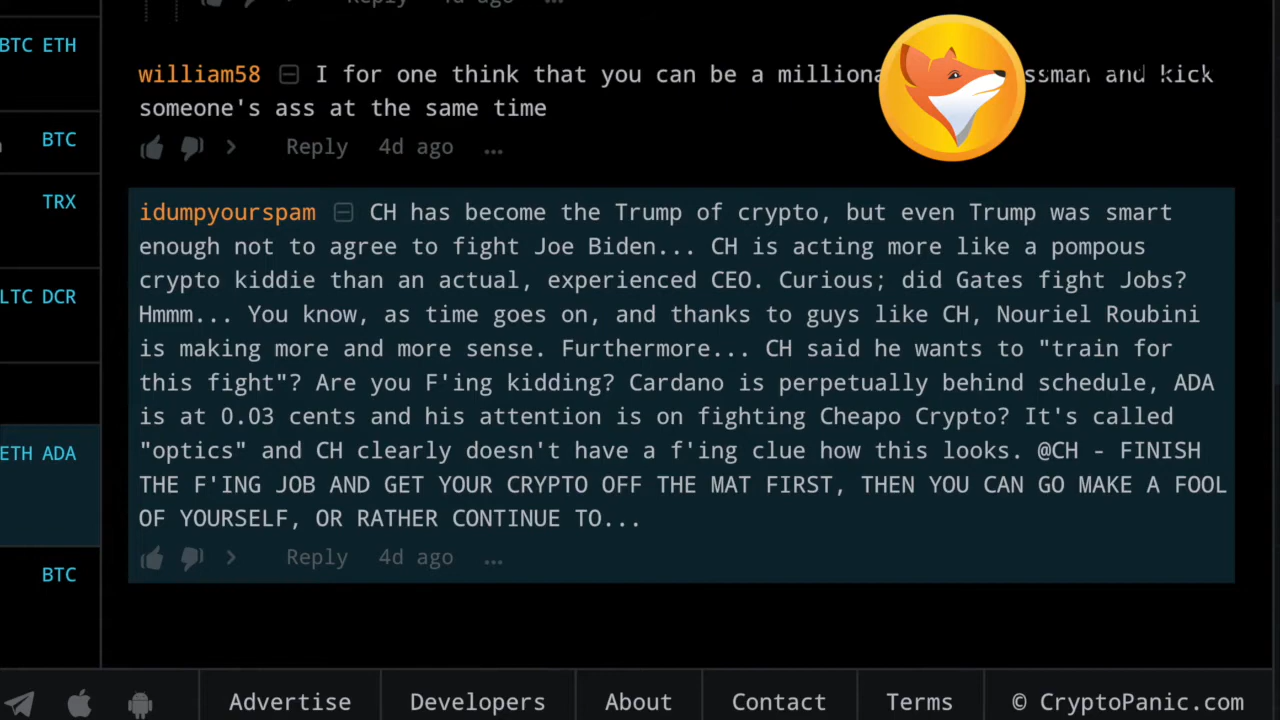 Reply 4d ago ...
BTC ETH
william58 I for one think that you can be a and kick
someone's ass at the same time
BTC
Reply 4d ago ...
TRX
idumpyourspam CH has become the Trump of crypto, but even Trump was smart
enough not to agree to fight Joe Biden... CH is acting more like a pompous
crypto kiddie than an actual, experienced CEO. Curious; did Gates fight Jobs?
LTC DCR
Hmmm... You know, as time goes on, and thanks to guys like CH, Nouriel Roubini
is making more and more sense. Furthermore... CH said he wants to "train for
this fight"? Are you F'ing kidding? Cardano is perpetually behind schedule, ADA
is at 0.03 cents and his attention is on fighting Cheapo Crypto? It's called
ETH ADA
"optics" and CH clearly doesn't have a f'ing clue how this looks. @CH - FINISH
THE F'ING JOB AND GET YOUR CRYPTO OFF THE MAT FIRST, THEN YOU CAN GO MAKE A FOOL
OF YOURSELF, OR RATHER CONTINUE TO...
Reply 4d ago ...
BTC
Advertise Developers About Contact Terms © CryptoPanic.com